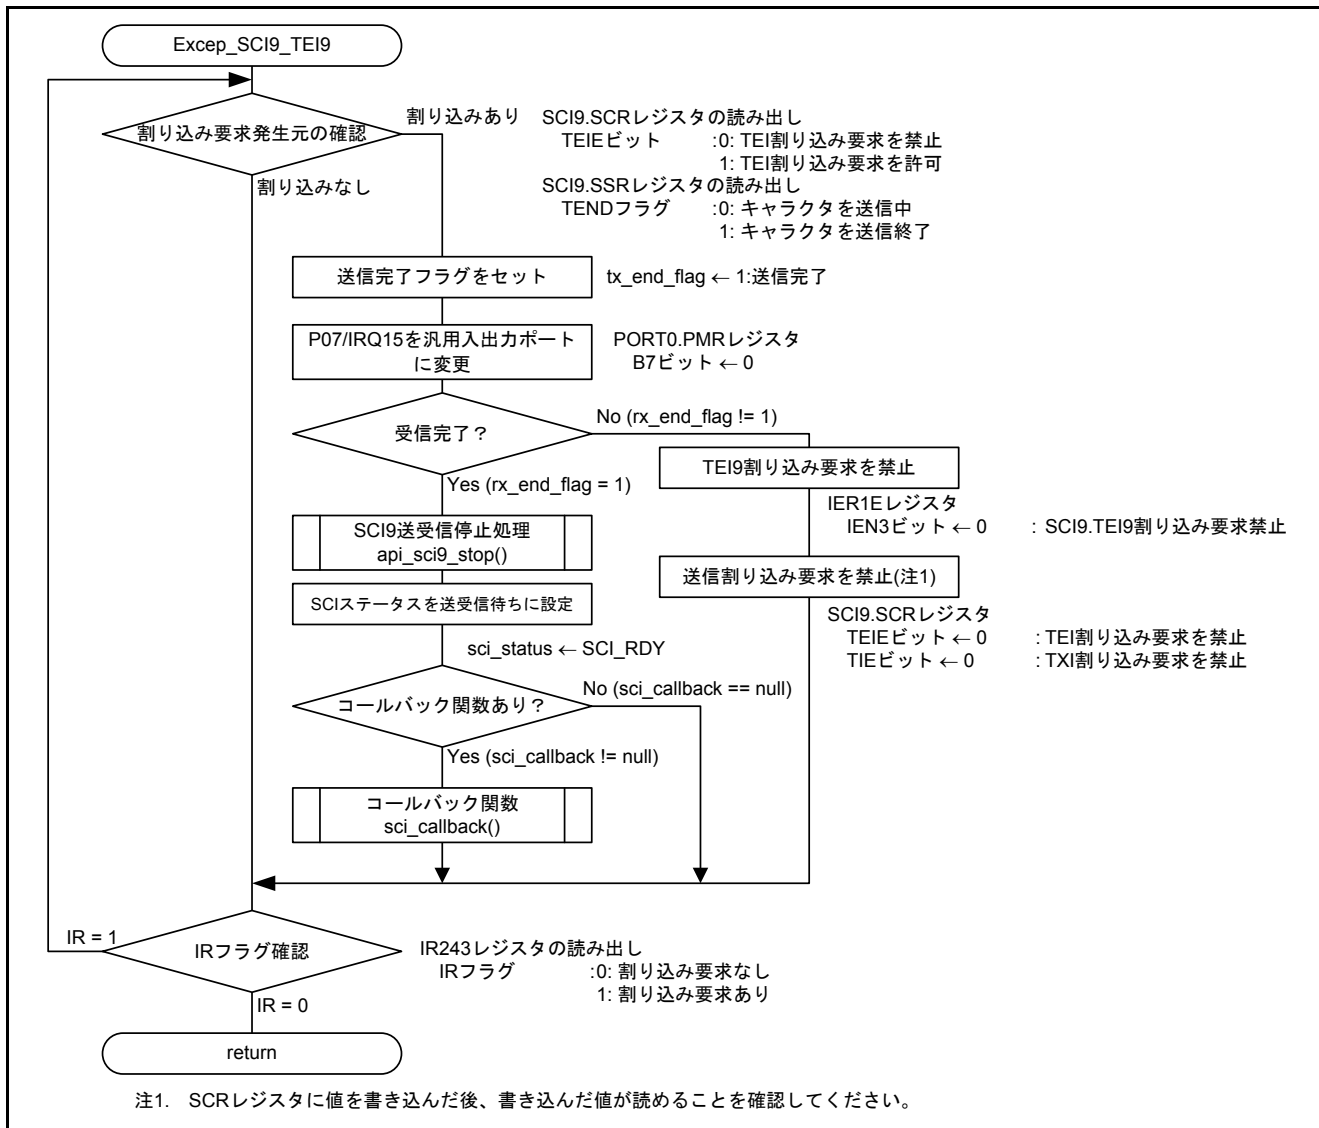 Excep_SCI9_TEI9
割り込み要求発生元の確認
割り込みあり
SCI9.SCRレジスタの読み出し
TEIEビット :0: TEI割り込み要求を禁止
1: TEI割り込み要求を許可
割り込みなし
SCI9.SSRレジスタの読み出し
TENDフラグ :0: キャラクタを送信中
1: キャラクタを送信終了
送信完了フラグをセット
tx_end_flag ← 1:送信完了
P07/IRQ15を汎用入出力ポート
に変更
PORT0.PMRレジスタ
B7ビット ← 0
受信完了？
No (rx_end_flag != 1)
Yes (rx_end_flag = 1)
TEI9割り込み要求を禁止
IER1Eレジスタ
IEN3ビット ← 0 : SCI9.TEI9割り込み要求禁止
SCI9送受信停止処理
api_sci9_stop()
送信割り込み要求を禁止(注1)
SCI9.SCRレジスタ
TEIEビット ← 0 : TEI割り込み要求を禁止
TIEビット ← 0 : TXI割り込み要求を禁止
SCIステータスを送受信待ちに設定
sci_status ← SCI_RDY
コールバック関数あり？
No (sci_callback == null)
Yes (sci_callback != null)
コールバック関数
sci_callback()
IRフラグ確認
IR = 1
IR243レジスタの読み出し
IRフラグ :0: 割り込み要求なし
1: 割り込み要求あり
IR = 0
return
注1. SCRレジスタに値を書き込んだ後、書き込んだ値が読めることを確認してください。